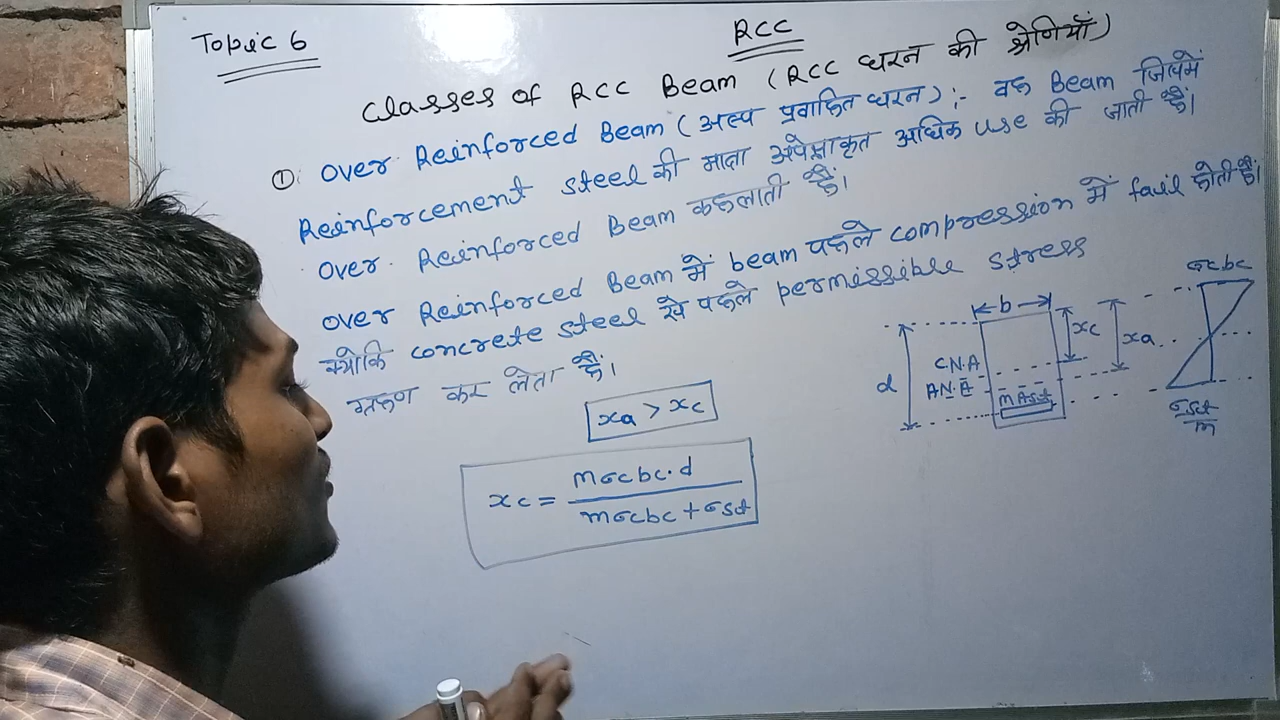 Topic 6
RCC
Classes of RCC Beam (RCC धरन की श्रेणियाँ)
① Over Reinforced Beam (अल्प प्रवाहित धरन) :- वह Beam जिसमें
Reinforcement steel की मात्रा अपेक्षाकृत अधिक use की जाती हैं।
Over Reinforced Beam कहलाती हैं।
Over Reinforced Beam में beam पहले compression में fail होती हैं।
क्योंकि concrete steel से पहले permissible stress
ग्रहण कर लेता हैं।
xa > xc
xc = mσcbc.d / mσcbc + σst
b
d
C.N.A
A.N.A
mAst
xc
xa
σcbc
σst / m